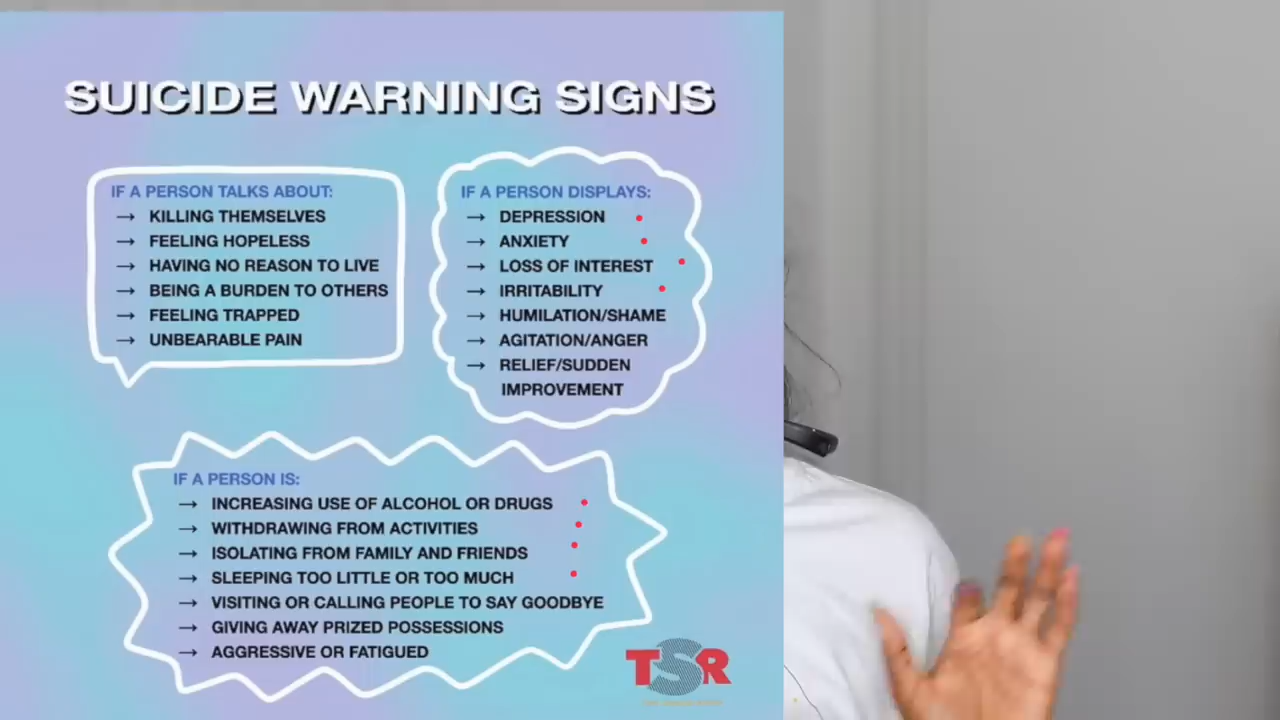 SUICIDE WARNING SIGNS
IF A PERSON TALKS ABOUT:
→ KILLING THEMSELVES
→ FEELING HOPELESS
→ HAVING NO REASON TO LIVE
→ BEING A BURDEN TO OTHERS
→ FEELING TRAPPED
→ UNBEARABLE PAIN
IF A PERSON DISPLAYS:
→ DEPRESSION
→ ANXIETY
→ LOSS OF INTEREST
→ IRRITABILITY
→ HUMILATION/SHAME
→ AGITATION/ANGER
→ RELIEF/SUDDEN
IMPROVEMENT
IF A PERSON IS:
→ INCREASING USE OF ALCOHOL OR DRUGS
→ WITHDRAWING FROM ACTIVITIES
→ ISOLATING FROM FAMILY AND FRIENDS
→ SLEEPING TOO LITTLE OR TOO MUCH
→ VISITING OR CALLING PEOPLE TO SAY GOODBYE
→ GIVING AWAY PRIZED POSSESSIONS
→ AGGRESSIVE OR FATIGUED
TSR